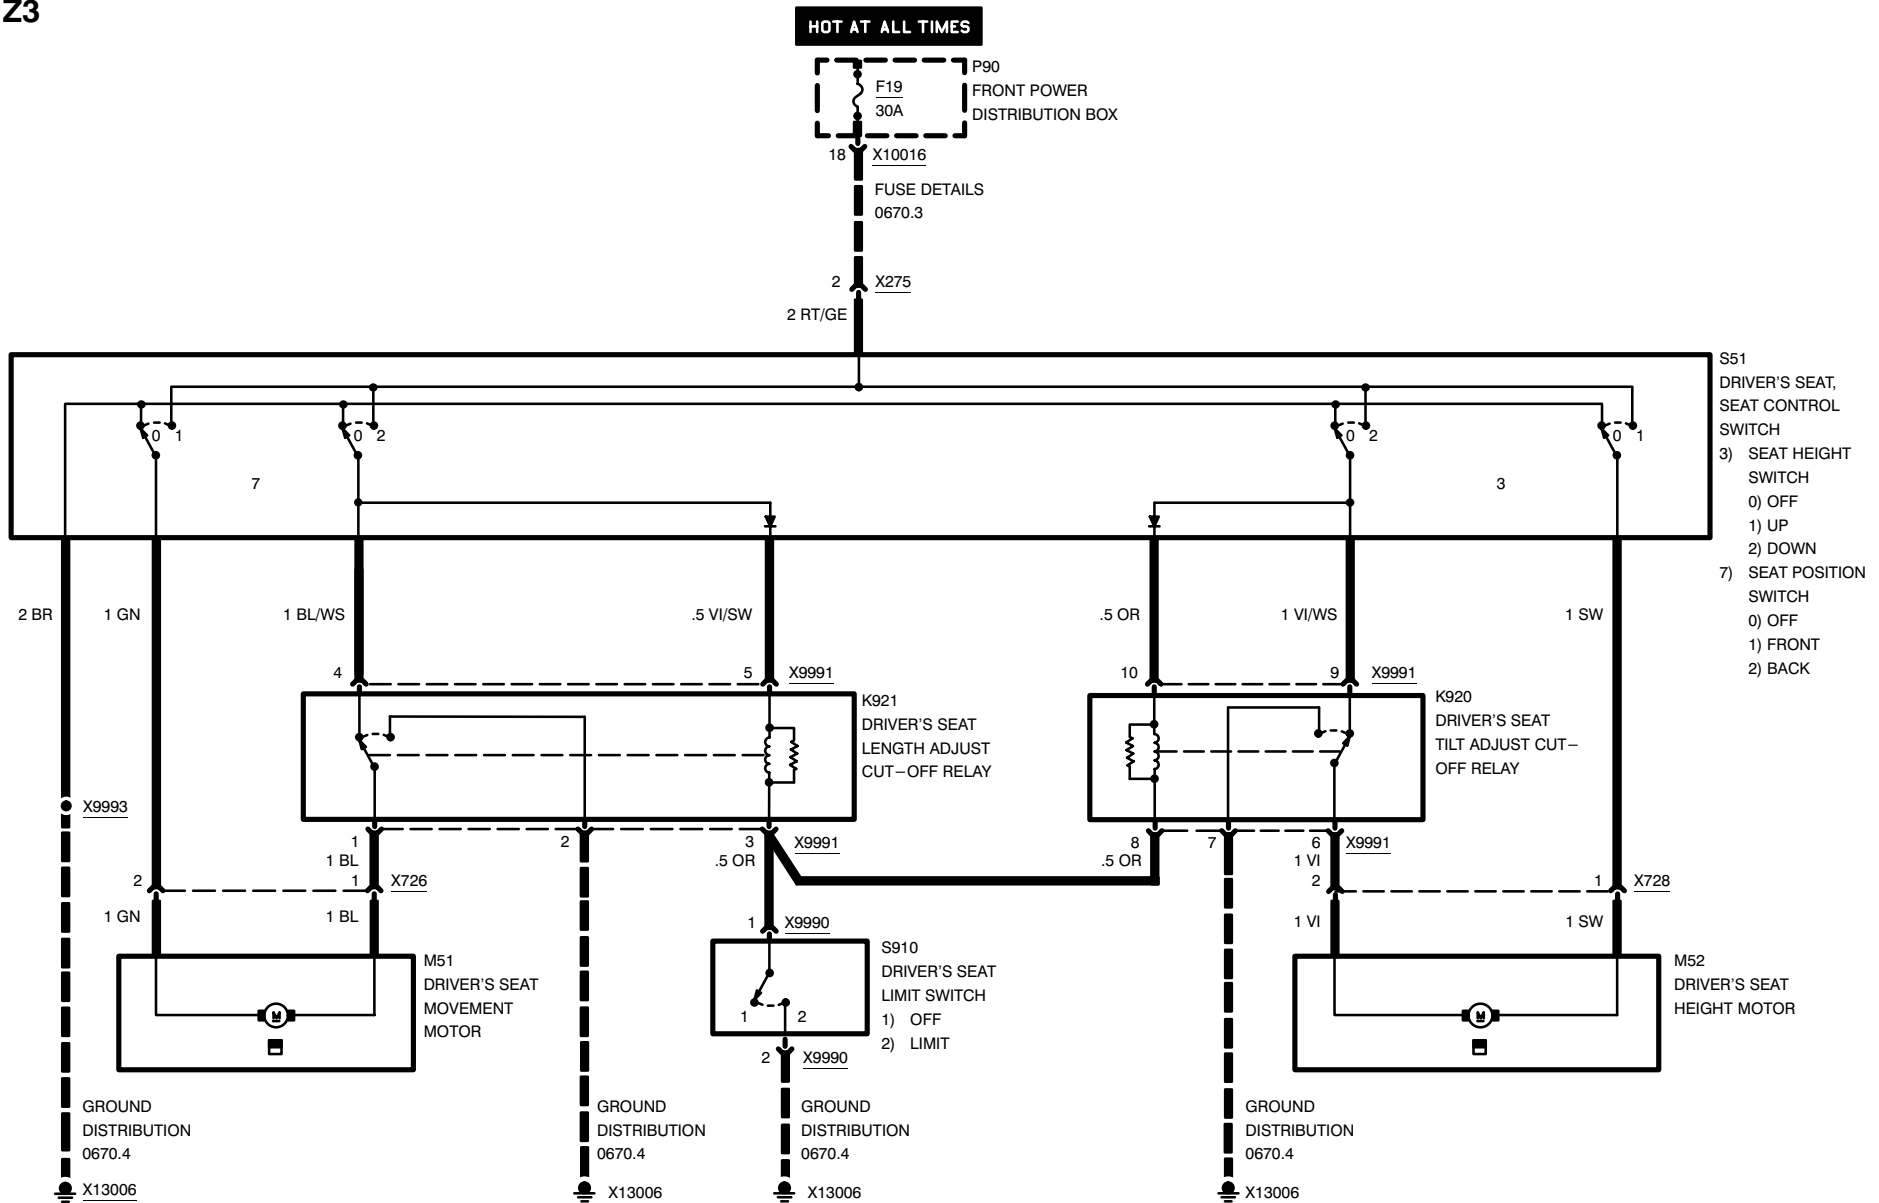 Z3
HOT AT ALL TIMES
P90
FRONT POWER
DISTRIBUTION BOX
F19
30A
18 X10016
FUSE DETAILS
0670.3
2 X275
2 RT/GE
S51
DRIVER'S SEAT,
SEAT CONTROL
SWITCH
3) SEAT HEIGHT
SWITCH
0) OFF
1) UP
2) DOWN
7) SEAT POSITION
SWITCH
0) OFF
1) FRONT
2) BACK
0 1
0 2
0 2
0 1
7
3
2 BR
1 GN
1 BL/WS
.5 VI/SW
.5 OR
1 VI/WS
1 SW
4
5 X9991
10
9 X9991
K921
DRIVER'S SEAT
LENGTH ADJUST
CUT-OFF RELAY
K920
DRIVER'S SEAT
TILT ADJUST CUT-
OFF RELAY
X9993
1
2
3 X9991
8
7
6 X9991
1 BL
.5 OR
.5 OR
1 VI
2
1 X726
2
1 X728
1 GN
1 BL
1 X9990
1 VI
1 SW
M51
DRIVER'S SEAT
MOVEMENT
MOTOR
M
S910
DRIVER'S SEAT
LIMIT SWITCH
1) OFF
2) LIMIT
1 2
M52
DRIVER'S SEAT
HEIGHT MOTOR
M
2 X9990
GROUND
DISTRIBUTION
0670.4
GROUND
DISTRIBUTION
0670.4
GROUND
DISTRIBUTION
0670.4
GROUND
DISTRIBUTION
0670.4
X13006
X13006
X13006
X13006